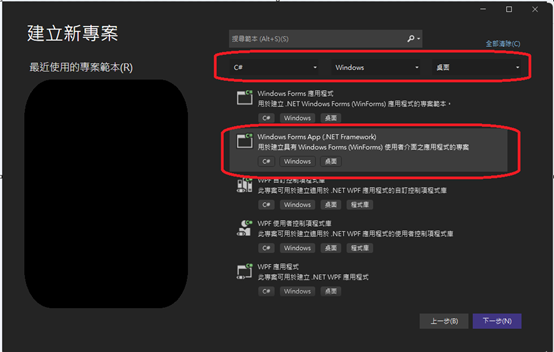 建立新專案
搜尋範本 (Alt+S)(S)
全部清除(C)
最近使用的專案範本(R)
C# Windows 桌面
Windows Forms 應用程式
用於建立 .NET Windows Forms (WinForms) 應用程式的專案範本。
C# Windows 桌面
Windows Forms App (.NET Framework)
用於建立具有 Windows Forms (WinForms) 使用者介面之應用程式的專案
C# Windows 桌面
WPF 自訂控制項程式庫
此專案可用於建立適用於 .NET WPF 應用程式的自訂控制項程式庫
C# Windows 桌面 程式庫
WPF 使用者控制項程式庫
此專案可用於建立適用於 .NET WPF 應用程式的使用者控制項程式庫
C# Windows 桌面 程式庫
WPF 應用程式
此專案可用於建立 .NET WPF 應用程式
C# Windows 桌面
上一步(B) 下一步(N)